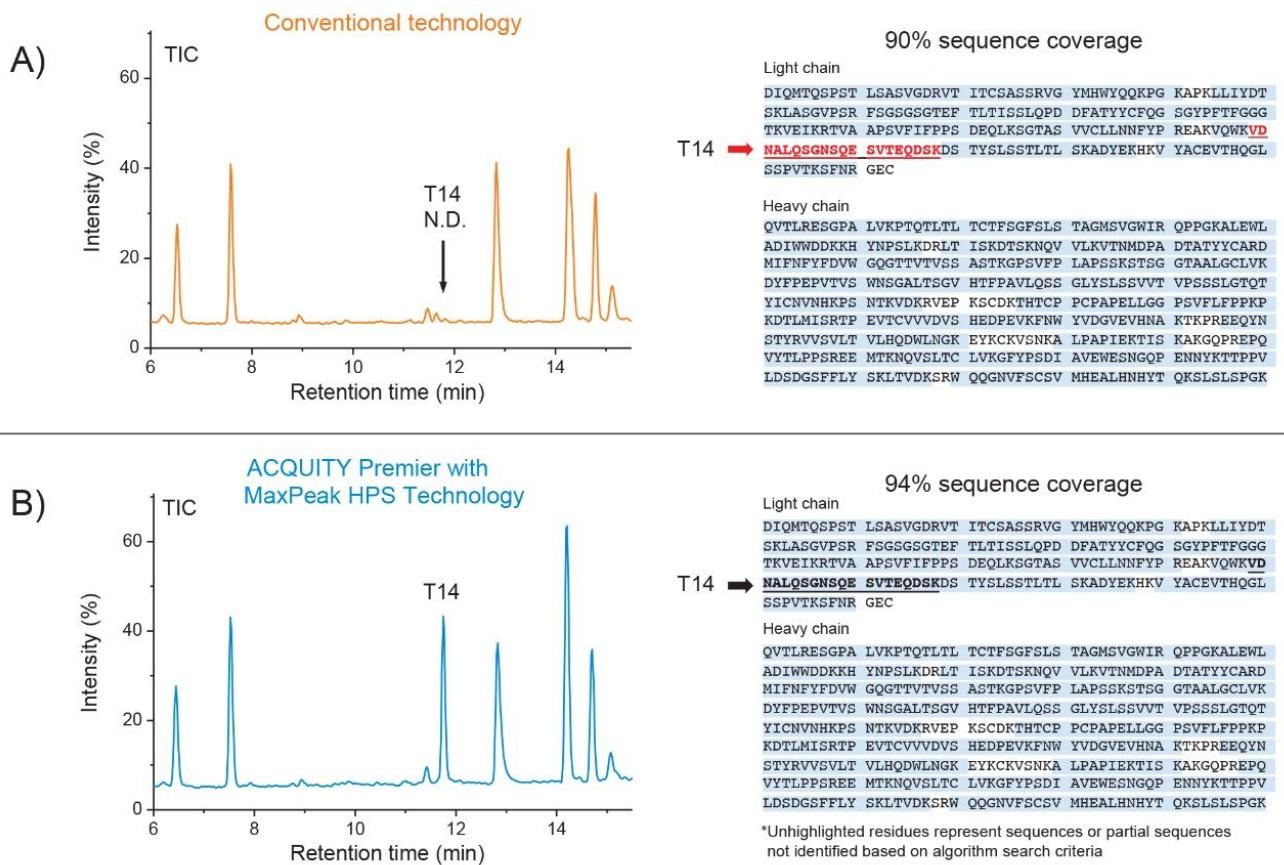 A)
Conventional technology
TIC
60
40
20
0
Intensity (%)
T14
N.D.
6 8 10 12 14
Retention time (min)
90% sequence coverage
Light chain
DIQMTQSPST LSASVGDRVT ITCSASSRVG YMHWYQQKPG KAPKLLIYDT
SKLASGVPSR FSGSGSGTEF TLTISSLQPD DFATYYCFQG SGYPFTFGGG
TKVEIKRTVA APSVFIFPPS DEQLKSGTAS VVCLLNNFYP REAKVQWKVD
T14
NALQSGNSQE SVTEQDSKDS TYSLSSTLTL SKADYEKHKV YACEVTHQGL
SSPVTKSFNR GEC
Heavy chain
QVTLRESGPA LVKPTQTLTL TCTFSGFSLS TAGMSVGWIR QPPGKALEWL
ADIWWDDKKH YNPSLKDRLT ISKDTSKNQV VLKVTNMDPA DTATYYCARD
MIFNFYFDVW GQGTTVTVSS ASTKGPSVFP LAPSSKSTSG GTAALGCLVK
DYFPEPVTVS WNSGALTSGV HTFPAVLQSS GLYSLSSVVT VPSSSLGTQT
YICNVNHKPS NTKVDKRVEP KSCDKTHTCP PCPAPELLGG PSVFLFPPKP
KDTLMISRTP EVTCVVVDVS HEDPEVKFNW YVDGVEVHNA KTKPREEQYN
STYRVVSVLT VLHQDWLNGK EYKCKVSNKA LPAPIEKTIS KAKGQPREPQ
VYTLPPSREE MTKNQVSLTC LVKGFYPSDI AVEWESNGQP ENNYKTTPPV
LDSDGSFFLY SKLTVDKSRW QQGNVFSCSV MHEALHNHYT QKSLSLSPGK
B)
ACQUITY Premier with
MaxPeak HPS Technology
TIC
60
40
20
0
Intensity (%)
T14
6 8 10 12 14
Retention time (min)
94% sequence coverage
Light chain
DIQMTQSPST LSASVGDRVT ITCSASSRVG YMHWYQQKPG KAPKLLIYDT
SKLASGVPSR FSGSGSGTEF TLTISSLQPD DFATYYCFQG SGYPFTFGGG
TKVEIKRTVA APSVFIFPPS DEQLKSGTAS VVCLLNNFYP REAKVQWKVD
T14
NALQSGNSQE SVTEQDSKDS TYSLSSTLTL SKADYEKHKV YACEVTHQGL
SSPVTKSFNR GEC
Heavy chain
QVTLRESGPA LVKPTQTLTL TCTFSGFSLS TAGMSVGWIR QPPGKALEWL
ADIWWDDKKH YNPSLKDRLT ISKDTSKNQV VLKVTNMDPA DTATYYCARD
MIFNFYFDVW GQGTTVTVSS ASTKGPSVFP LAPSSKSTSG GTAALGCLVK
DYFPEPVTVS WNSGALTSGV HTFPAVLQSS GLYSLSSVVT VPSSSLGTQT
YICNVNHKPS NTKVDKRVEP KSCDKTHTCP PCPAPELLGG PSVFLFPPKP
KDTLMISRTP EVTCVVVDVS HEDPEVKFNW YVDGVEVHNA KTKPREEQYN
STYRVVSVLT VLHQDWLNGK EYKCKVSNKA LPAPIEKTIS KAKGQPREPQ
VYTLPPSREE MTKNQVSLTC LVKGFYPSDI AVEWESNGQP ENNYKTTPPV
LDSDGSFFLY SKLTVDKSRW QQGNVFSCSV MHEALHNHYT QKSLSLSPGK
*Unhighlighted residues represent sequences or partial sequences
not identified based on algorithm search criteria